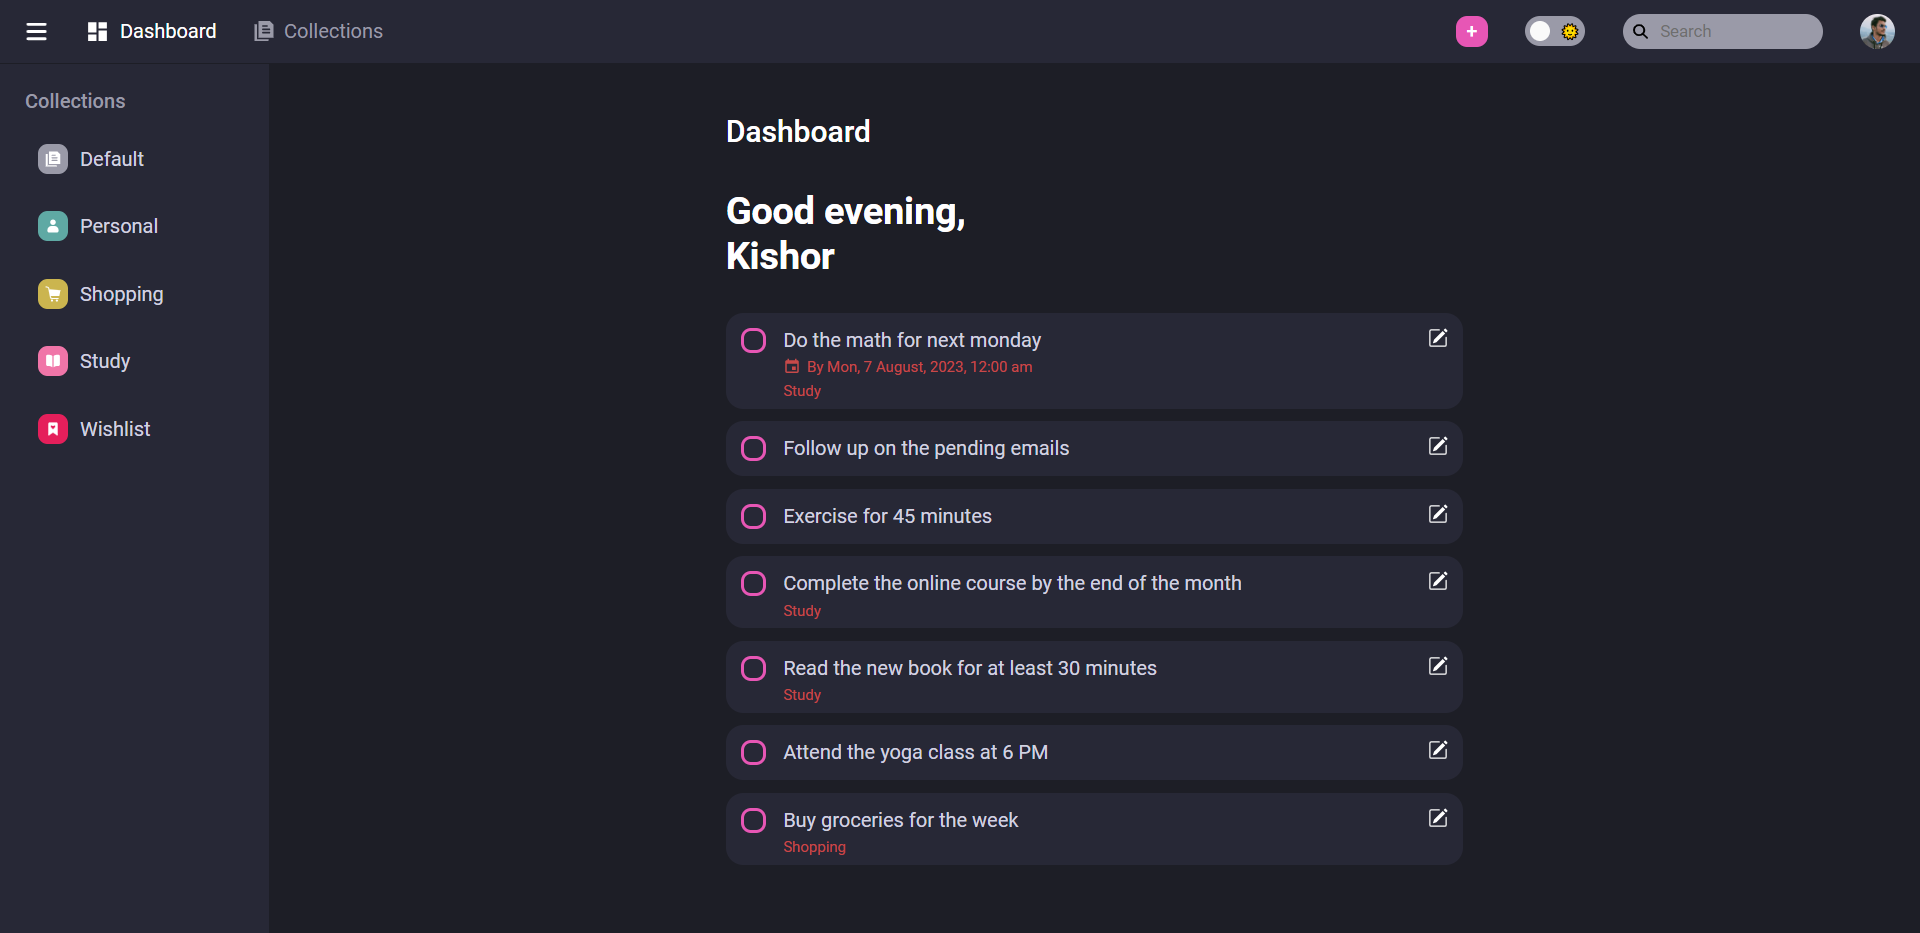 Dashboard
Collections
+
Search
Collections
Default
Personal
Shopping
Study
Wishlist
Dashboard
Good evening,
Kishor
Do the math for next monday
By Mon, 7 August, 2023, 12:00 am
Study
Follow up on the pending emails
Exercise for 45 minutes
Complete the online course by the end of the month
Study
Read the new book for at least 30 minutes
Study
Attend the yoga class at 6 PM
Buy groceries for the week
Shopping